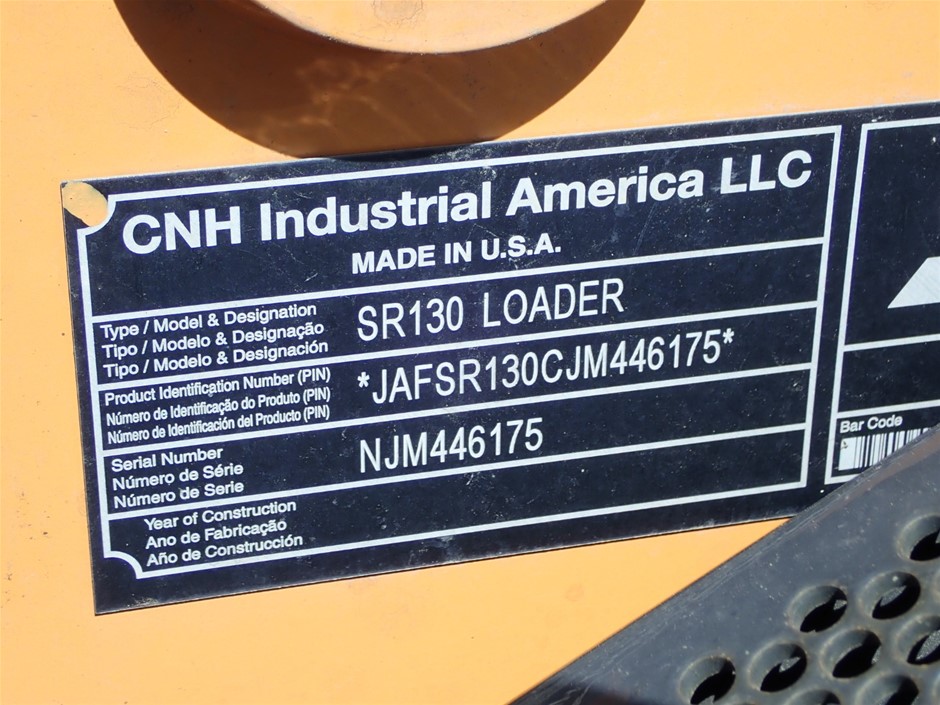 CNH Industrial America LLC
MADE IN U.S.A.
Type / Model & Designation
Tipo / Modelo & Designação
Tipo / Modelo & Designación
SR130 LOADER
Product Identification Number (PIN)
Número de Identificação do Produto (PIN)
Número de Identificación del Producto (PIN)
*JAFSR130CJM446175*
Serial Number
Número de Série
Número de Serie
NJM446175
Year of Construction
Ano de Fabricação
Año de Construcción
Bar Code